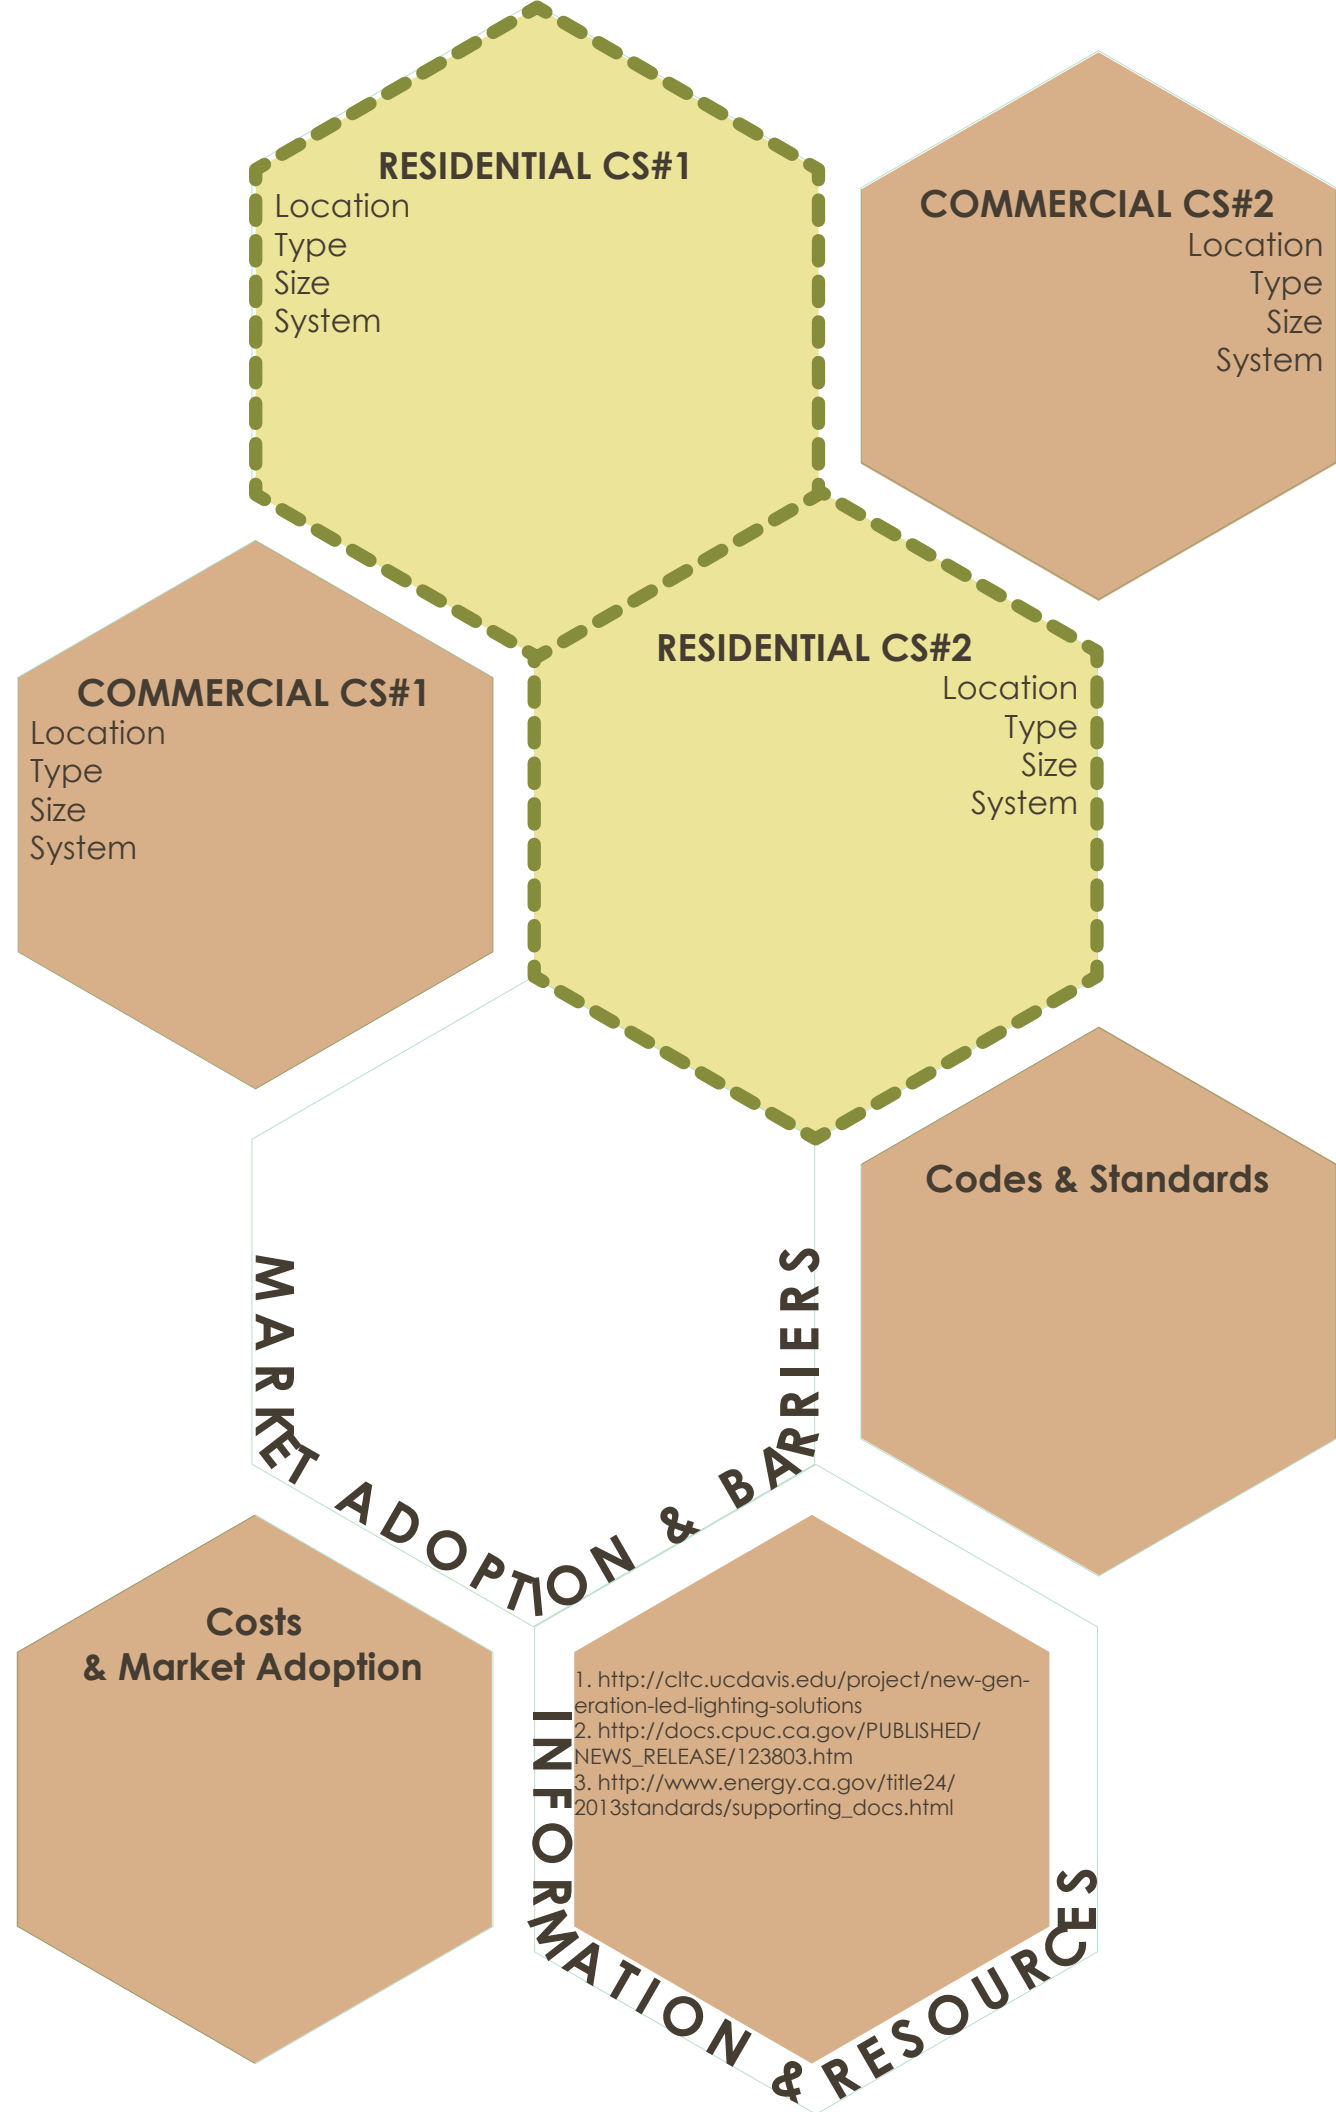 RESIDENTIAL CS#1
Location
Type
Size
System
COMMERCIAL CS#2
Location
Type
Size
System
RESIDENTIAL CS#2
Location
Type
Size
System
COMMERCIAL CS#1
Location
Type
Size
System
Codes & Standards
MARKET ADOPTION & BARRIERS
Costs
& Market Adoption
1. http://cltc.ucdavis.edu/project/new-gen-
eration-led-lighting-solutions
2. http://docs.cpuc.ca.gov/PUBLISHED/
NEWS_RELEASE/123803.htm
3. http://www.energy.ca.gov/title24/
2013standards/supporting_docs.html
INFORMATION & RESOURCES